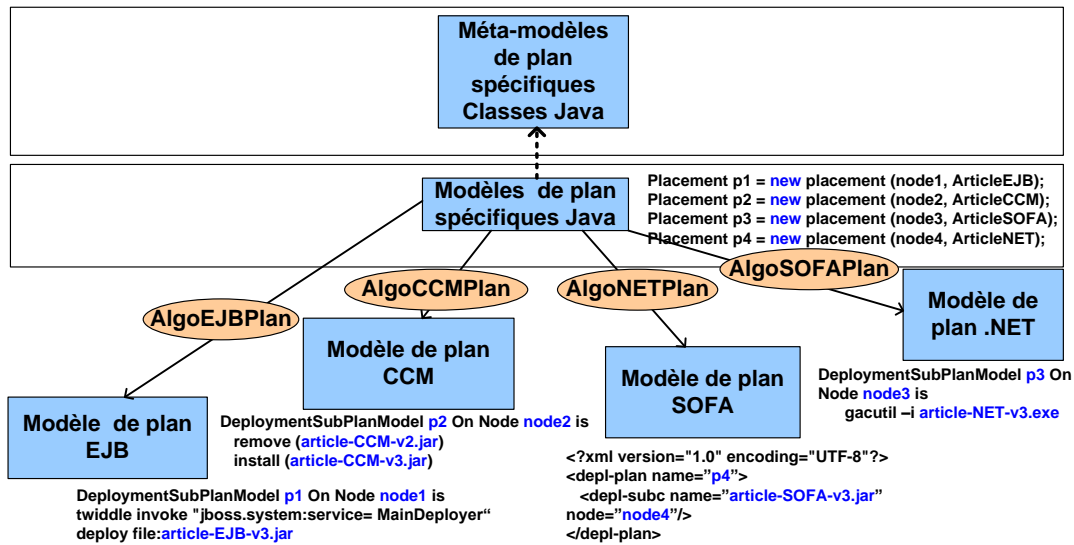 Méta-modèles
de plan
spécifiques
Classes Java
Modèles de plan
spécifiques Java
Placement p1 = new placement (node1, ArticleEJB);
Placement p2 = new placement (node2, ArticleCCM);
Placement p3 = new placement (node3, ArticleSOFA);
Placement p4 = new placement (node4, ArticleNET);
AlgoEJBPlan
AlgoCCMPlan
AlgoNETPlan
AlgoSOFAPlan
Modèle de plan
EJB
Modèle de plan
CCM
Modèle de plan
SOFA
Modèle de
plan .NET
DeploymentSubPlanModel p1 On Node node1 is
twiddle invoke "jboss.system:service= MainDeployer“
deploy file:article-EJB-v3.jar
DeploymentSubPlanModel p2 On Node node2 is
remove (article-CCM-v2.jar)
install (article-CCM-v3.jar)
<?xml version="1.0" encoding="UTF-8"?>
<depl-plan name=”p4”>
<depl-subc name=”article-SOFA-v3.jar”
node=”node4”/>
</depl-plan>
DeploymentSubPlanModel p3 On
Node node3 is
gacutil –i article-NET-v3.exe